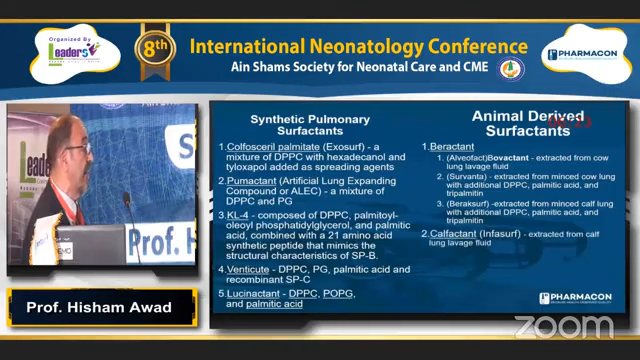 Organized By
Leaders
8th
International Neonatology Conference
Ain Shams Society for Neonatal Care and CME
PHARMACON
Synthetic Pulmonary
Surfactants
1.Colfosceril palmitate (Exosurf) - a
mixture of DPPC with hexadecanol and
tyloxapol added as spreading agents
2.Pumactant (Artificial Lung Expanding
Compound or ALEC) - a mixture of
DPPC and PG
3.KL-4 - composed of DPPC, palmitoyl-
oleoyl phosphatidylglycerol, and palmitic
acid, combined with a 21 amino acid
synthetic peptide that mimics the
structural characteristics of SP-B.
4.Venticute - DPPC, PG, palmitic acid and
recombinant SP-C
5.Lucinactant - DPPC, POPG,
and palmitic acid
Animal Derived
Surfactants
1.Beractant
1. (Alveofact)Bovactant - extracted from cow
lung lavage fluid
2. (Survanta) - extracted from minced cow lung
with additional DPPC, palmitic acid, and
tripalmitin
3. (Beraksurf) -extracted from minced calf lung
with additional DPPC, palmitic acid, and
tripalmitin
2.Calfactant (Infasurf) - extracted from calf
lung lavage fluid
PHARMACON
Leade
Prof. H
Prof. Hisham Awad
zoom